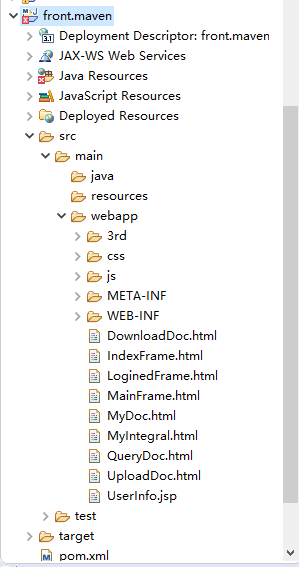 front.maven
Deployment Descriptor: front.maven
JAX-WS Web Services
Java Resources
JavaScript Resources
Deployed Resources
src
main
java
resources
webapp
3rd
css
js
META-INF
WEB-INF
DownloadDoc.html
IndexFrame.html
LoginedFrame.html
MainFrame.html
MyDoc.html
MyIntegral.html
QueryDoc.html
UploadDoc.html
UserInfo.jsp
test
target
pom.xml